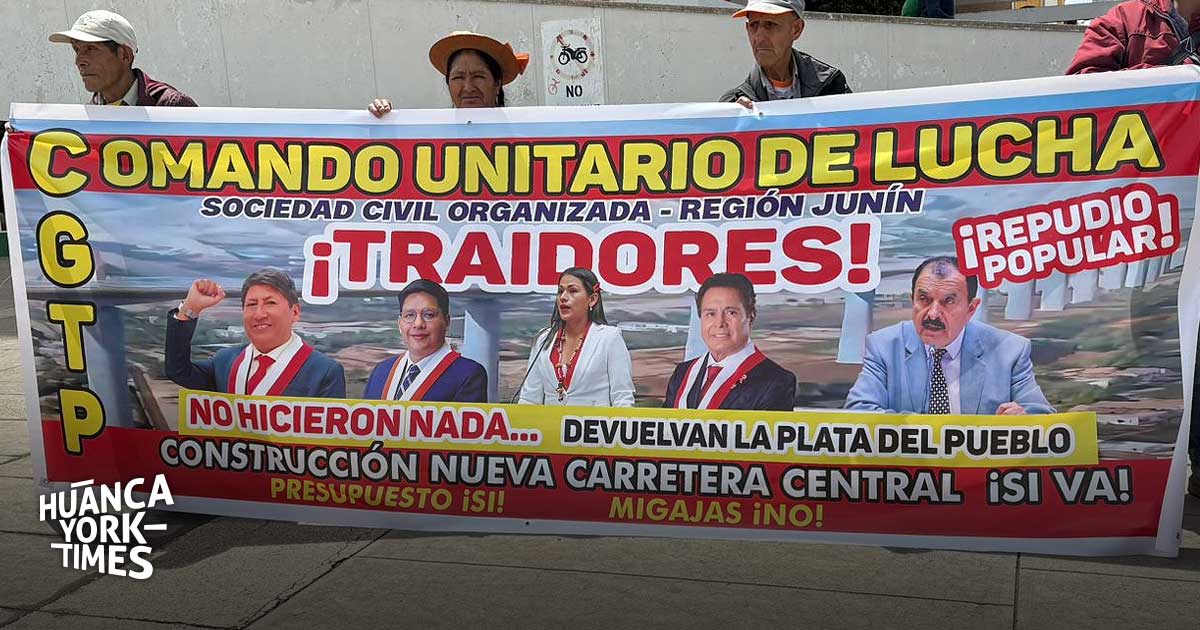 NO
COMANDO UNITARIO DE LUCHA
CGTP
SOCIEDAD CIVIL ORGANIZADA - REGIÓN JUNÍN
¡TRAIDORES!
¡REPUDIO
POPULAR!
NO HICIERON NADA... DEVUELVAN LA PLATA DEL PUEBLO
CONSTRUCCIÓN NUEVA CARRETERA CENTRAL ¡SI VA!
PRESUPUESTO ¡SI! MIGAJAS ¡NO!
HUANCA
YORK-
TIMES